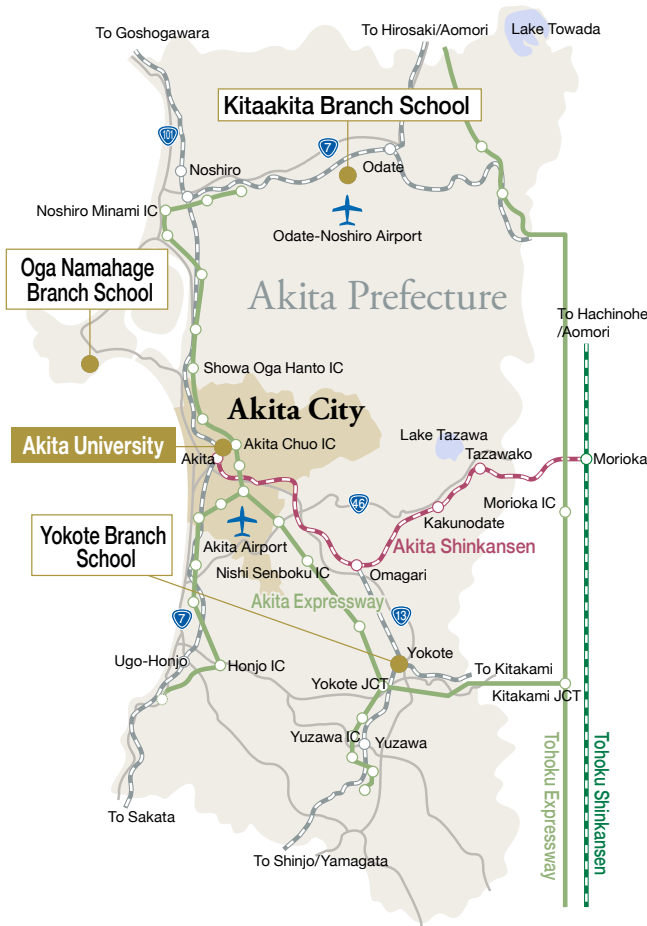 To Goshogawara
To Hirosaki/Aomori
Lake Towada
Kitaakita Branch School
101
7
Noshiro
Odate
Noshiro Minami IC
Odate-Noshiro Airport
Oga Namahage
Branch School
Akita Prefecture
To Hachinohe
/Aomori
Showa Oga Hanto IC
Akita City
Akita University
Akita Chuo IC
Akita
Lake Tazawa
Tazawako
Morioka
46
Morioka IC
Kakunodate
Yokote Branch
School
Akita Airport
Akita Shinkansen
Nishi Senboku IC
Omagari
Akita Expressway
7
13
Ugo-Honjo
Honjo IC
Yokote
To Kitakami
Yokote JCT
Kitakami JCT
Yuzawa IC
Yuzawa
Tohoku Expressway
Tohoku Shinkansen
To Sakata
To Shinjo/Yamagata